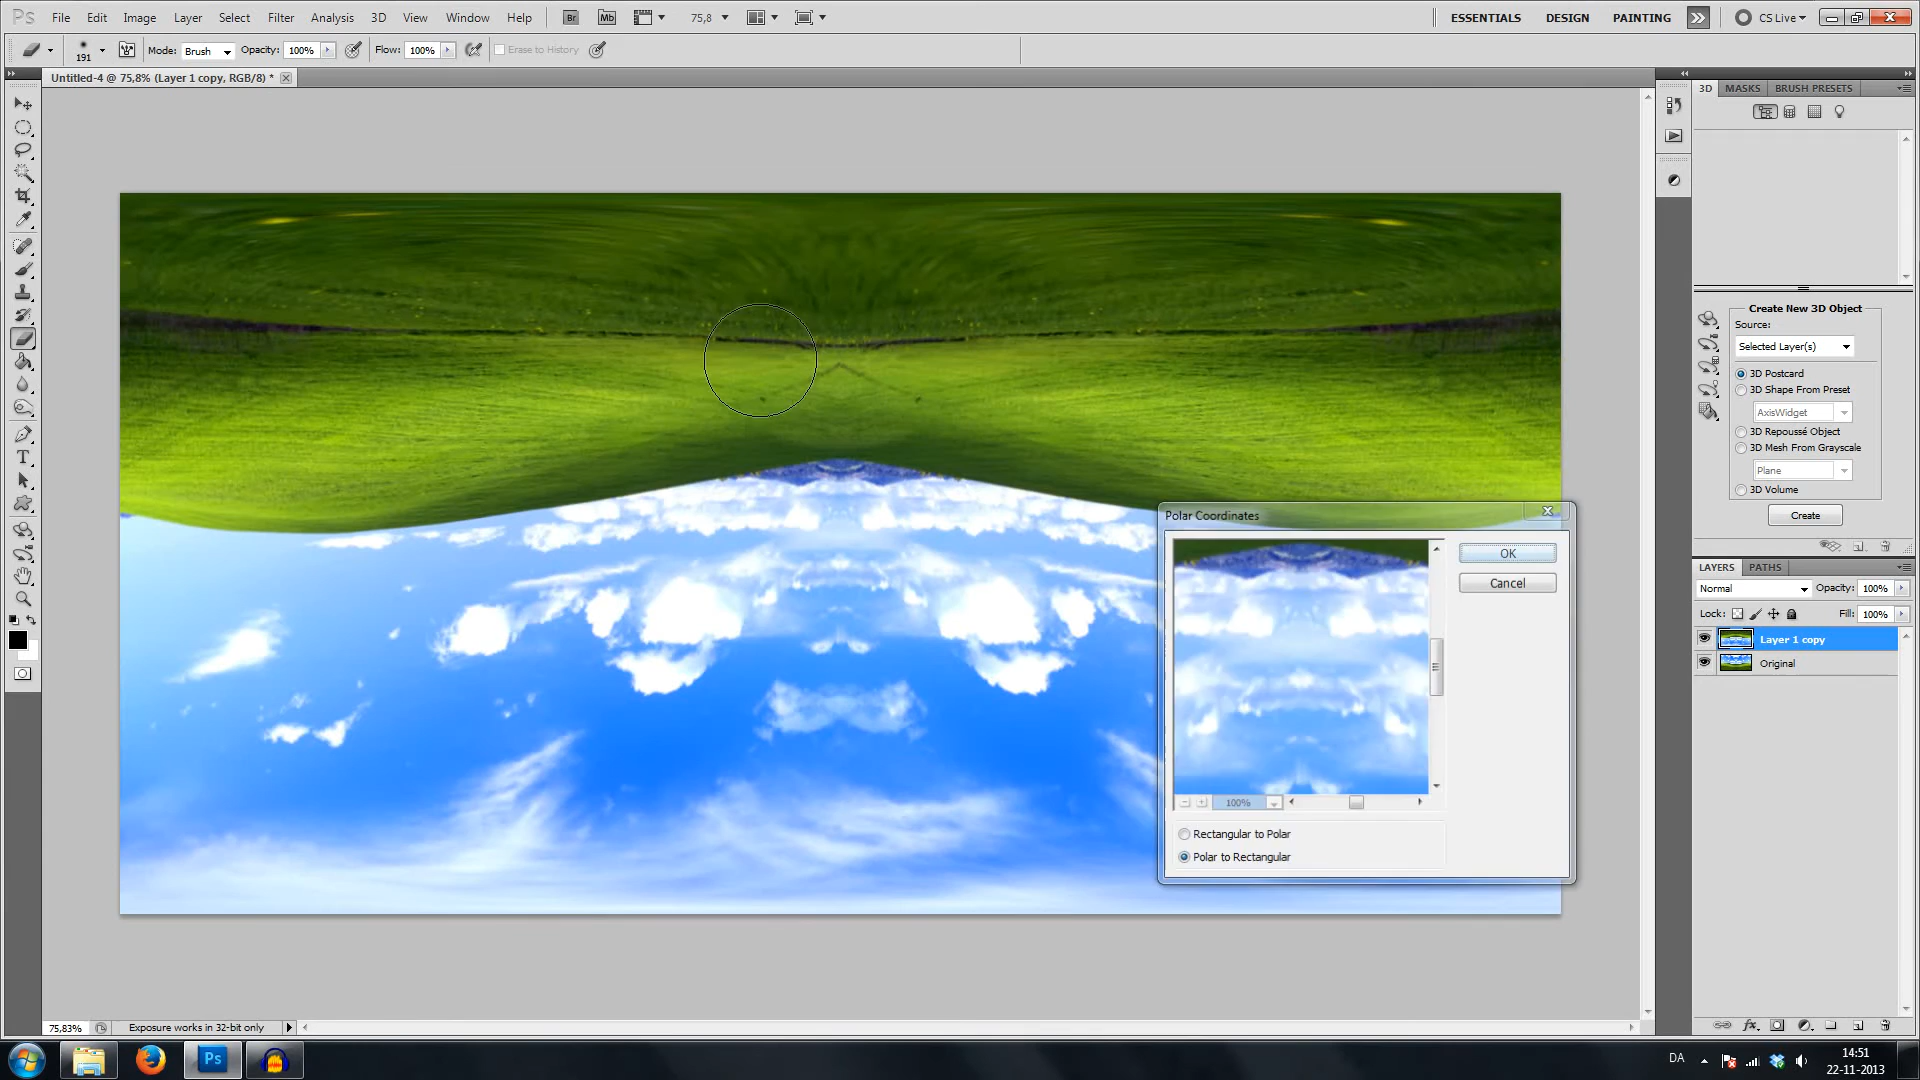 Ps File Edit Image Layer Select Filter Analysis 3D View Window Help Br Mb 75,8 ESSENTIALS DESIGN PAINTING CS Live
191 Mode: Brush Opacity: 100% Flow: 100% Erase to History
Untitled-4 @ 75,8% (Layer 1 copy, RGB/8) *
3D MASKS BRUSH PRESETS
Create New 3D Object
Source:
Selected Layer(s)
3D Postcard
3D Shape From Preset
AxisWidget
3D Repoussé Object
3D Mesh From Grayscale
Plane
3D Volume
Create
Polar Coordinates
OK
Cancel
100%
Rectangular to Polar
Polar to Rectangular
LAYERS PATHS
Normal Opacity: 100%
Lock: Fill: 100%
Layer 1 copy
Original
fx
T
75,83% Exposure works in 32-bit only
Ps
DA
14:51
22-11-2013